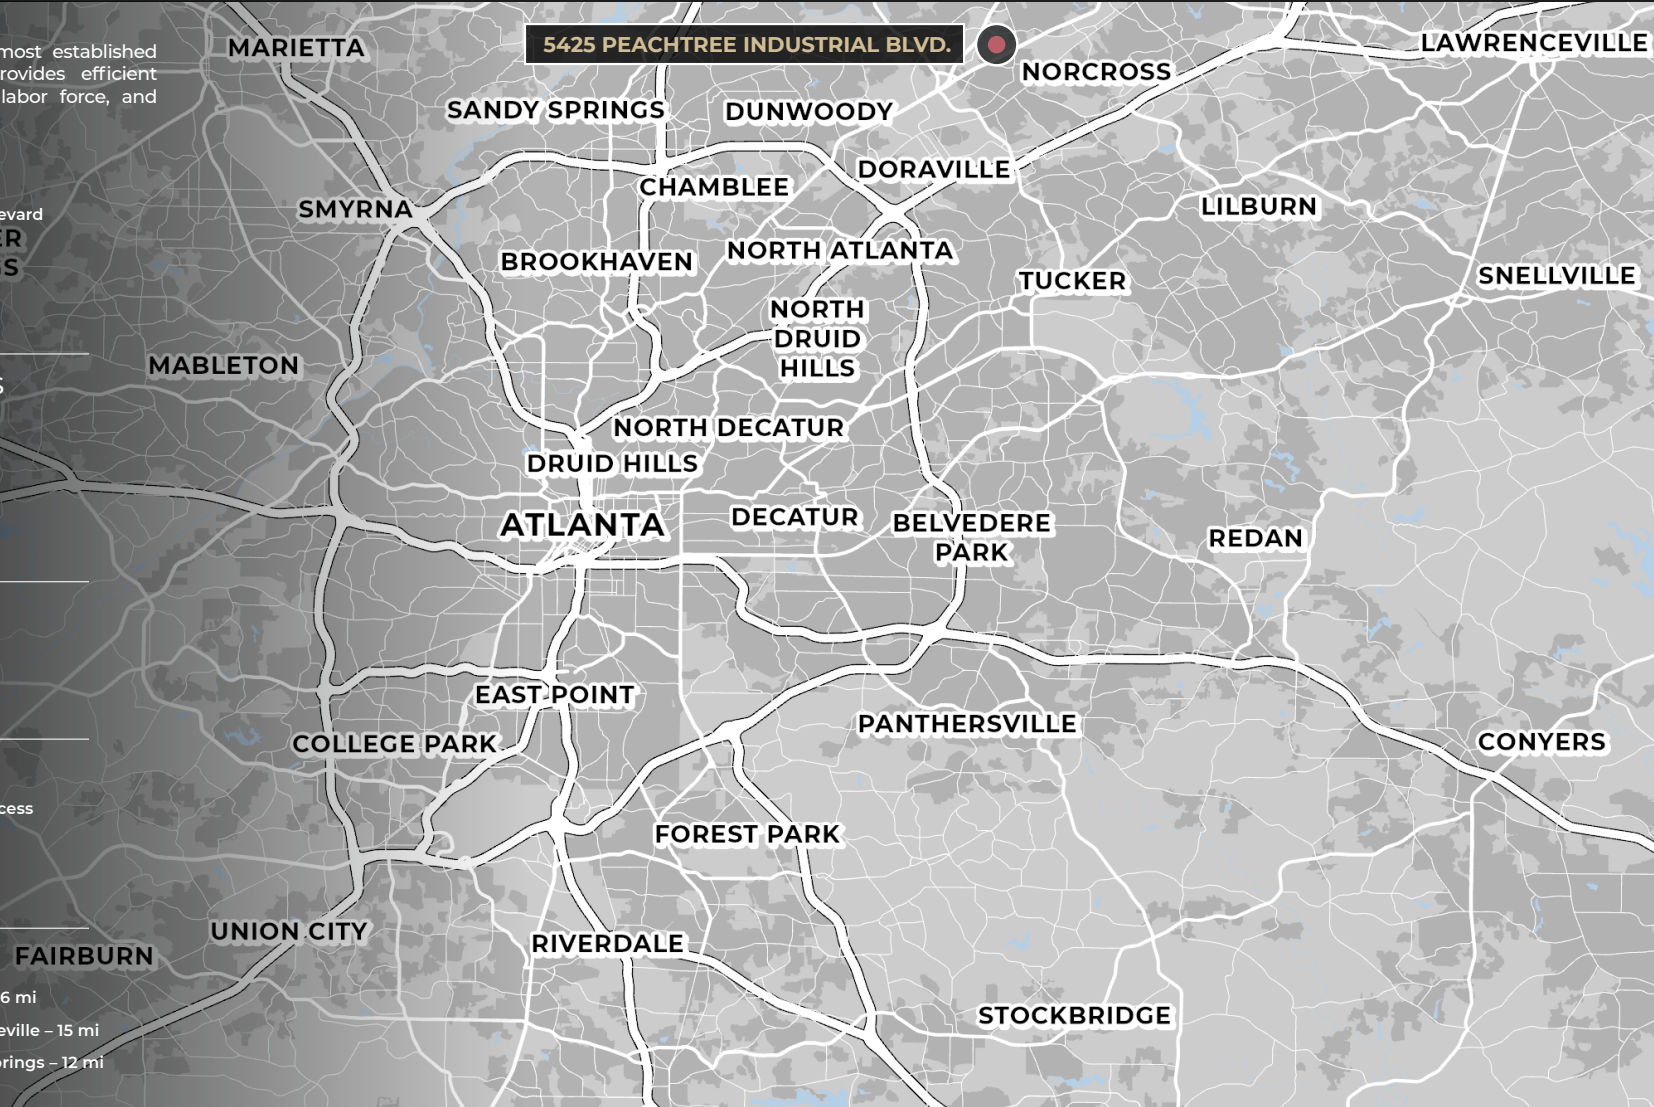 most established
rovides efficient
labor force, and
evard
ER
GS
S
cess
6 mi
eville – 15 mi
rings – 12 mi
5425 PEACHTREE INDUSTRIAL BLVD.
MARIETTA
LAWRENCEVILLE
NORCROSS
SANDY SPRINGS
DUNWOODY
DORAVILLE
CHAMBLEE
SMYRNA
LILBURN
BROOKHAVEN
NORTH ATLANTA
TUCKER
SNELLVILLE
NORTH
DRUID
HILLS
MABLETON
NORTH DECATUR
DRUID HILLS
ATLANTA
DECATUR
BELVEDERE
PARK
REDAN
EAST POINT
PANTHERSVILLE
COLLEGE PARK
CONYERS
FOREST PARK
UNION CITY
RIVERDALE
FAIRBURN
STOCKBRIDGE